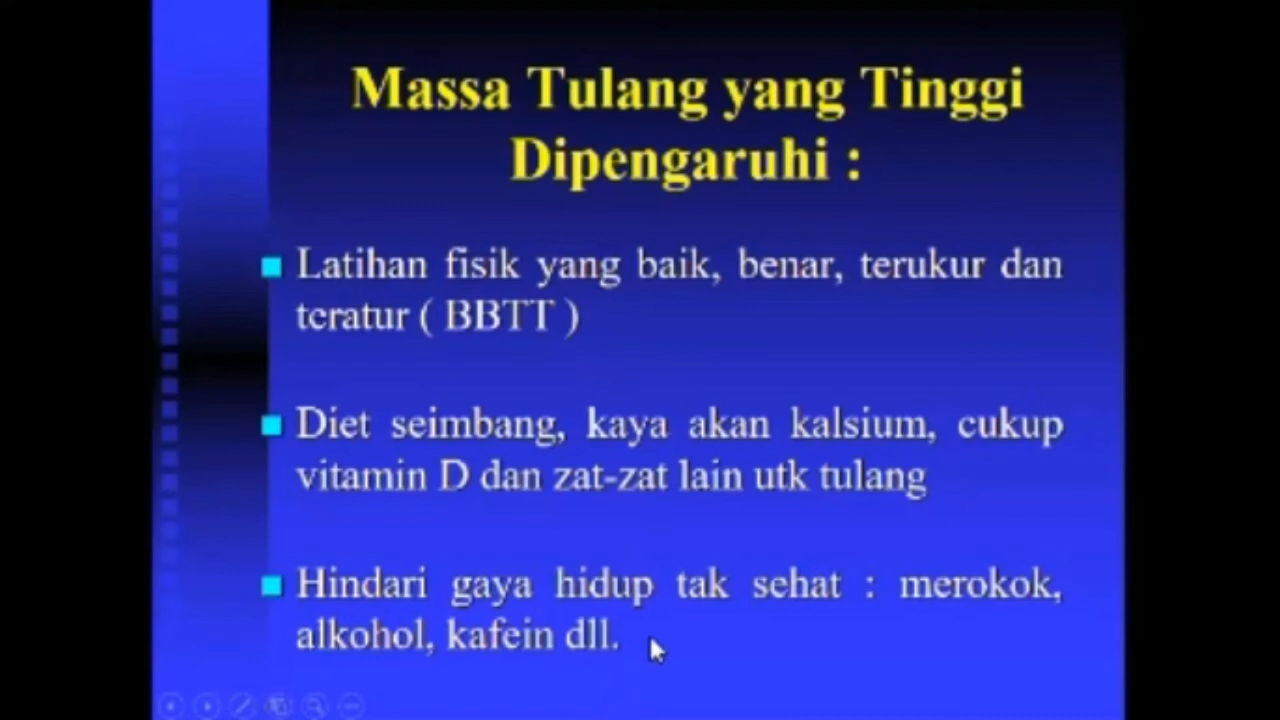 Massa Tulang yang Tinggi
Dipengaruhi :
Latihan fisik yang baik, benar, terukur dan
teratur ( BBTT )
Diet seimbang, kaya akan kalsium, cukup
vitamin D dan zat-zat lain utk tulang
Hindari gaya hidup tak sehat : merokok,
alkohol, kafein dll.